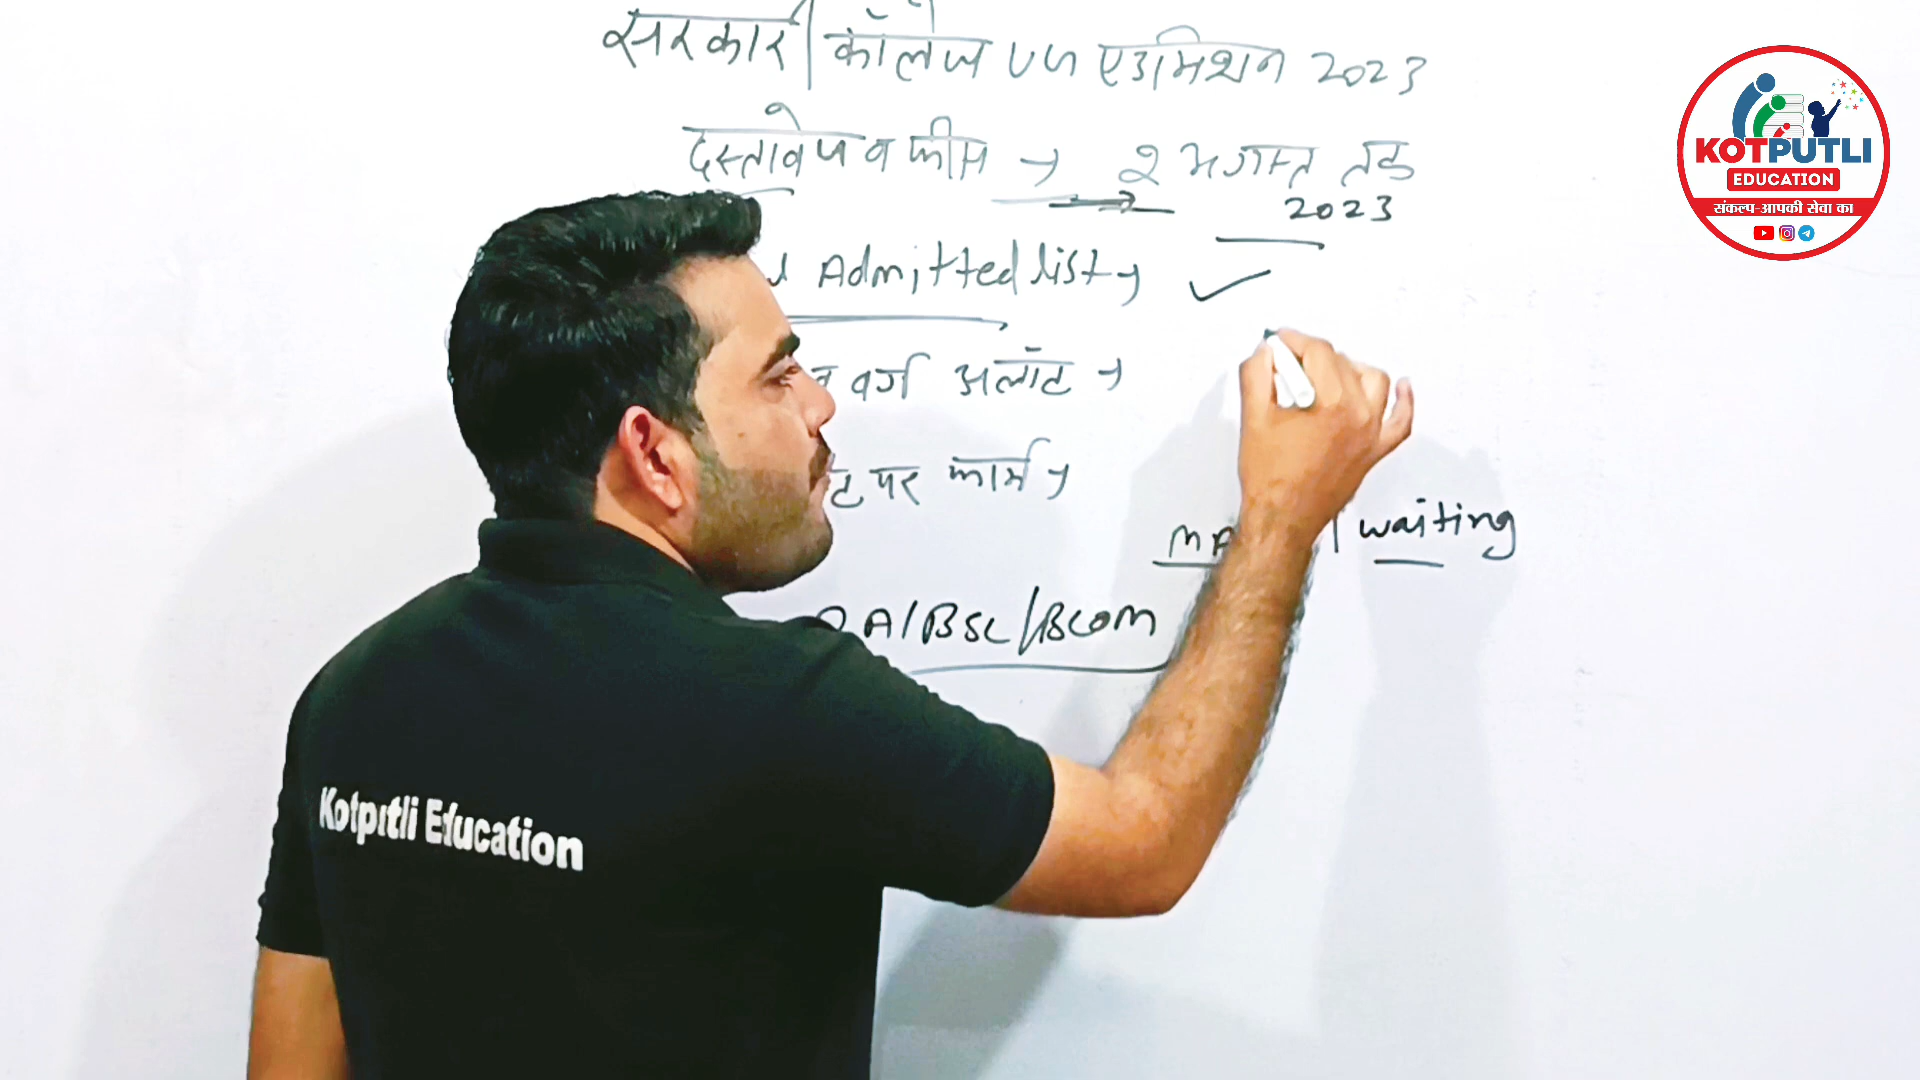 सरकारी कॉलेज UG एडमिशन 2023
दस्तावेज व फीस → 2 अगस्त तक
2023
Admitted list →
व वर्ग अलॉट →
पर फार्म →
waiting
A/BSC/BCOM
Kotputli Education
KOTPUTLI
EDUCATION
संकल्प-आपकी सेवा का